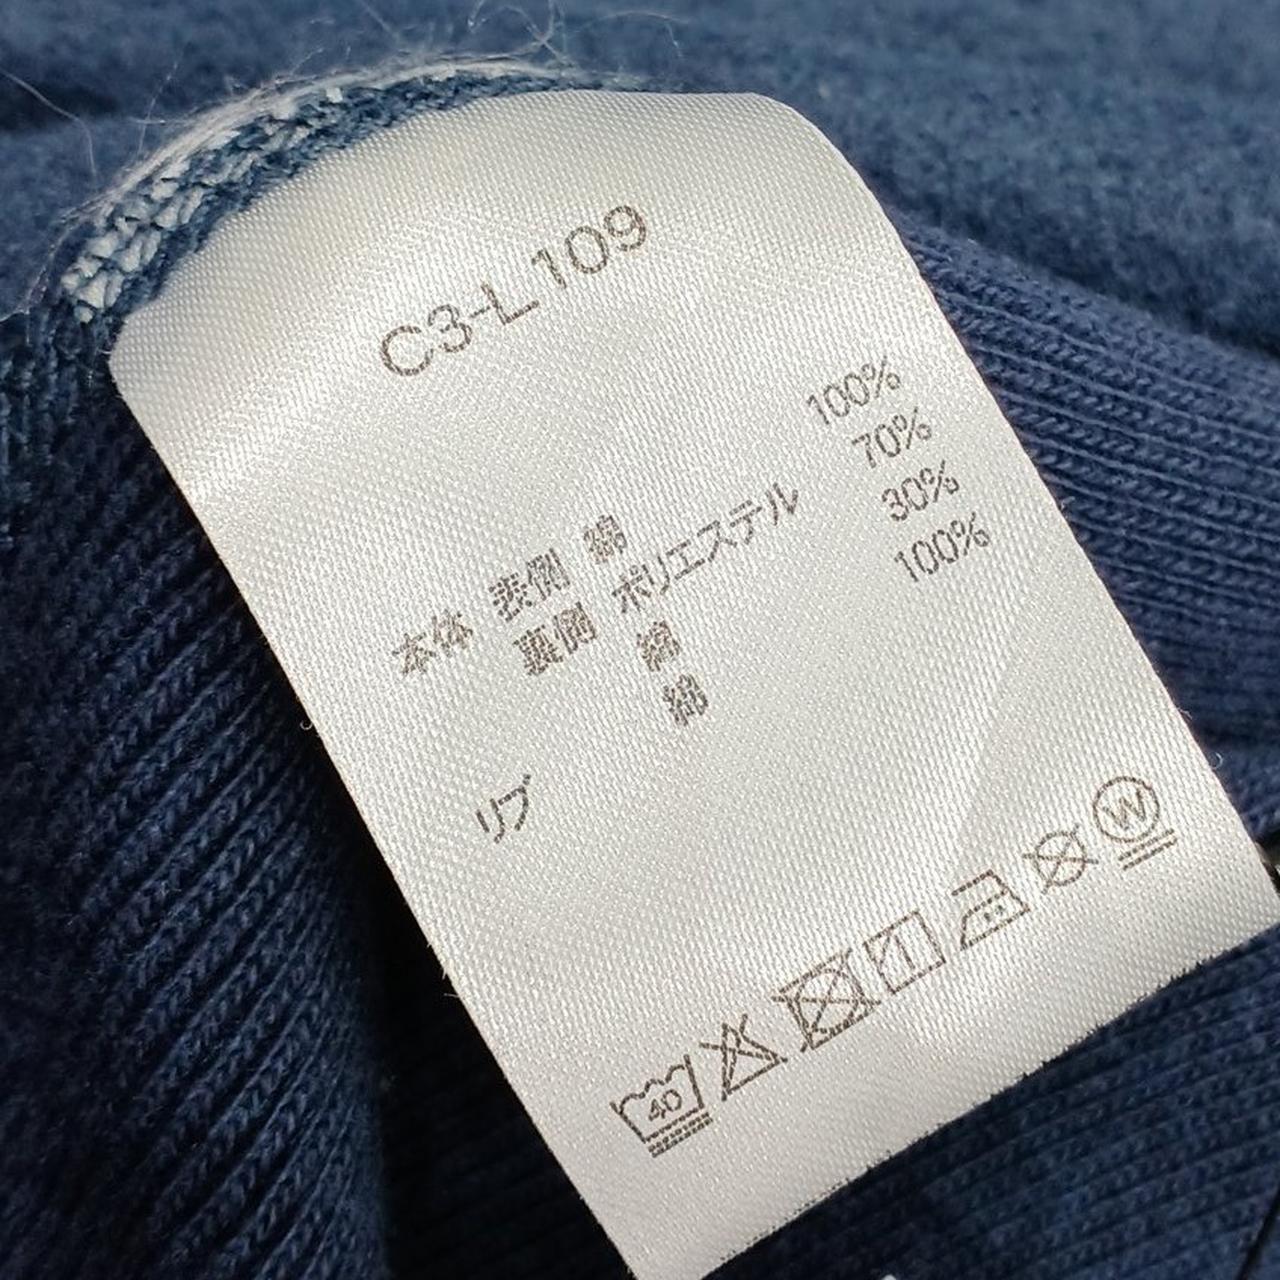 C3-L109
本体 表側 綿 100%
裏側 ポリエステル 70%
綿 30%
リブ 綿 100%
40
W